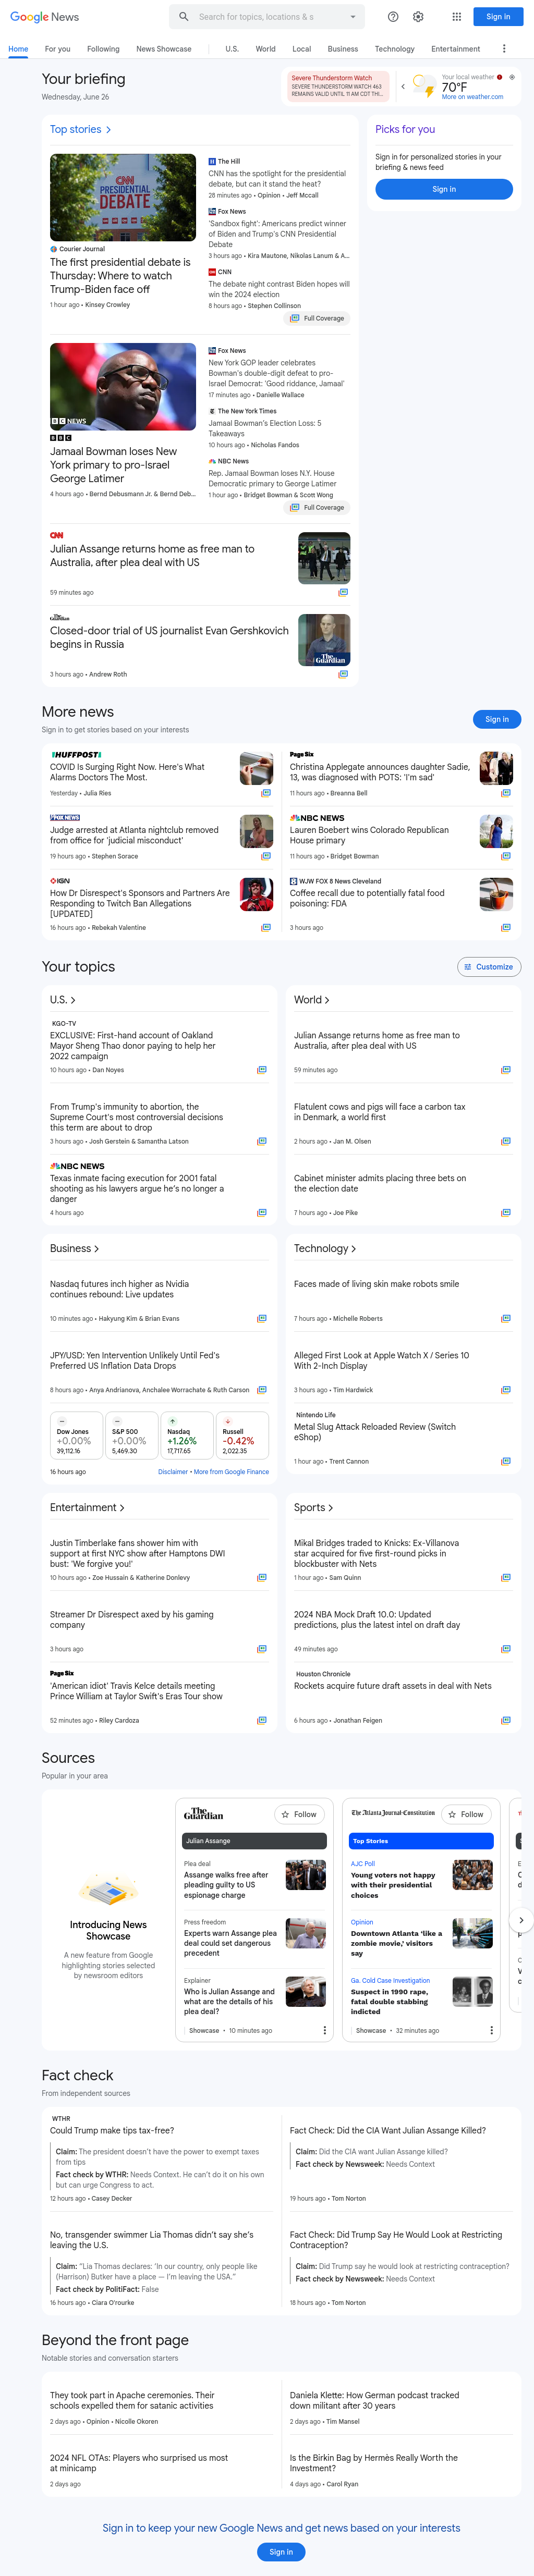 Google News
Search for topics, locations & s
Sign in
Home
For you
Following
News Showcase
U.S.
World
Local
Business
Technology
Entertainment
Your briefing
Wednesday, June 26
Severe Thunderstorm Watch
SEVERE THUNDERSTORM WATCH 463
REMAINS VALID UNTIL 11 AM CDT THI...
Your local weather
70°F
More on weather.com
Top stories
CNN
PRESIDENTIAL
DEBATE
Courier Journal
The first presidential debate is
Thursday: Where to watch
Trump-Biden face off
1 hour ago • Kinsey Crowley
The Hill
CNN has the spotlight for the presidential
debate, but can it stand the heat?
28 minutes ago • Opinion • Jeff Mccall
Fox News
'Sandbox fight': Americans predict winner
of Biden and Trump's CNN Presidential
Debate
3 hours ago • Kira Mautone, Nikolas Lanum & A...
CNN
The debate night contrast Biden hopes will
win the 2024 election
8 hours ago • Stephen Collinson
Full Coverage
BBC NEWS
BBC
Jamaal Bowman loses New
York primary to pro-Israel
George Latimer
4 hours ago • Bernd Debusmann Jr. & Bernd Deb...
Fox News
New York GOP leader celebrates
Bowman's double-digit defeat to pro-
Israel Democrat: 'Good riddance, Jamaal'
17 minutes ago • Danielle Wallace
The New York Times
Jamaal Bowman's Election Loss: 5
Takeaways
10 hours ago • Nicholas Fandos
NBC News
Rep. Jamaal Bowman loses N.Y. House
Democratic primary to George Latimer
1 hour ago • Bridget Bowman & Scott Wong
Full Coverage
CNN
Julian Assange returns home as free man to
Australia, after plea deal with US
59 minutes ago
The Guardian
Closed-door trial of US journalist Evan Gershkovich
begins in Russia
The Guardian
3 hours ago • Andrew Roth
Picks for you
Sign in for personalized stories in your
briefing & news feed
Sign in
More news
Sign in to get stories based on your interests
Sign in
HUFFPOST
COVID Is Surging Right Now. Here's What
Alarms Doctors The Most.
Yesterday • Julia Ries
Page Six
Christina Applegate announces daughter Sadie,
13, was diagnosed with POTS: 'I'm sad'
11 hours ago • Breanna Bell
FOX NEWS
Judge arrested at Atlanta nightclub removed
from office for 'judicial misconduct'
19 hours ago • Stephen Sorace
NBC NEWS
Lauren Boebert wins Colorado Republican
House primary
11 hours ago • Bridget Bowman
IGN
How Dr Disrespect's Sponsors and Partners Are
Responding to Twitch Ban Allegations
[UPDATED]
16 hours ago • Rebekah Valentine
WJW FOX 8 News Cleveland
Coffee recall due to potentially fatal food
poisoning: FDA
3 hours ago
Your topics
Customize
U.S.
KGO-TV
EXCLUSIVE: First-hand account of Oakland
Mayor Sheng Thao donor paying to help her
2022 campaign
10 hours ago • Dan Noyes
From Trump's immunity to abortion, the
Supreme Court's most controversial decisions
this term are about to drop
3 hours ago • Josh Gerstein & Samantha Latson
NBC NEWS
Texas inmate facing execution for 2001 fatal
shooting as his lawyers argue he's no longer a
danger
4 hours ago
World
Julian Assange returns home as free man to
Australia, after plea deal with US
59 minutes ago
Flatulent cows and pigs will face a carbon tax
in Denmark, a world first
2 hours ago • Jan M. Olsen
Cabinet minister admits placing three bets on
the election date
7 hours ago • Joe Pike
Business
Nasdaq futures inch higher as Nvidia
continues rebound: Live updates
10 minutes ago • Hakyung Kim & Brian Evans
JPY/USD: Yen Intervention Unlikely Until Fed's
Preferred US Inflation Data Drops
8 hours ago • Anya Andrianova, Anchalee Worrachate & Ruth Carson
Dow Jones
+0.00%
39,112.16
S&P 500
+0.00%
5,469.30
Nasdaq
+1.26%
17,717.65
Russell
-0.42%
2,022.35
16 hours ago
Disclaimer • More from Google Finance
Technology
Faces made of living skin make robots smile
7 hours ago • Michelle Roberts
Alleged First Look at Apple Watch X / Series 10
With 2-Inch Display
3 hours ago • Tim Hardwick
Nintendo Life
Metal Slug Attack Reloaded Review (Switch
eShop)
1 hour ago • Trent Cannon
Entertainment
Justin Timberlake fans shower him with
support at first NYC show after Hamptons DWI
bust: 'We forgive you!'
10 hours ago • Zoe Hussain & Katherine Donlevy
Streamer Dr Disrespect axed by his gaming
company
3 hours ago
Page Six
'American idiot' Travis Kelce details meeting
Prince William at Taylor Swift's Eras Tour show
52 minutes ago • Riley Cardoza
Sports
Mikal Bridges traded to Knicks: Ex-Villanova
star acquired for five first-round picks in
blockbuster with Nets
1 hour ago • Sam Quinn
2024 NBA Mock Draft 10.0: Updated
predictions, plus the latest intel on draft day
49 minutes ago
Houston Chronicle
Rockets acquire future draft assets in deal with Nets
6 hours ago • Jonathan Feigen
Sources
Popular in your area
Introducing News
Showcase
A new feature from Google
highlighting stories selected
by newsroom editors
The Guardian
Follow
Julian Assange
Plea deal
Assange walks free after
pleading guilty to US
espionage charge
Press freedom
Experts warn Assange plea
deal could set dangerous
precedent
Explainer
Who is Julian Assange and
what are the details of his
plea deal?
Showcase • 10 minutes ago
The Atlanta Journal-Constitution
Follow
Top Stories
AJC Poll
Young voters not happy
with their presidential
choices
Opinion
Downtown Atlanta 'like a
zombie movie,' visitors
say
Ga. Cold Case Investigation
Suspect in 1990 rape,
fatal double stabbing
indicted
Showcase • 32 minutes ago
Fact check
From independent sources
WTHR
Could Trump make tips tax-free?
Claim: The president doesn't have the power to exempt taxes
from tips
Fact check by WTHR: Needs Context. He can't do it on his own
but can urge Congress to act.
12 hours ago • Casey Decker
Fact Check: Did the CIA Want Julian Assange Killed?
Claim: Did the CIA want Julian Assange killed?
Fact check by Newsweek: Needs Context
19 hours ago • Tom Norton
No, transgender swimmer Lia Thomas didn't say she's
leaving the U.S.
Claim: "Lia Thomas declares: 'In our country, only people like
(Harrison) Butker have a place — I'm leaving the USA."
Fact check by PolitiFact: False
16 hours ago • Ciara O'rourke
Fact Check: Did Trump Say He Would Look at Restricting
Contraception?
Claim: Did Trump say he would look at restricting contraception?
Fact check by Newsweek: Needs Context
18 hours ago • Tom Norton
Beyond the front page
Notable stories and conversation starters
They took part in Apache ceremonies. Their
schools expelled them for satanic activities
2 days ago • Opinion • Nicolle Okoren
Daniela Klette: How German podcast tracked
down militant after 30 years
2 days ago • Tim Mansel
2024 NFL OTAs: Players who surprised us most
at minicamp
2 days ago
Is the Birkin Bag by Hermès Really Worth the
Investment?
4 days ago • Carol Ryan
Sign in to keep your new Google News and get news based on your interests
Sign in